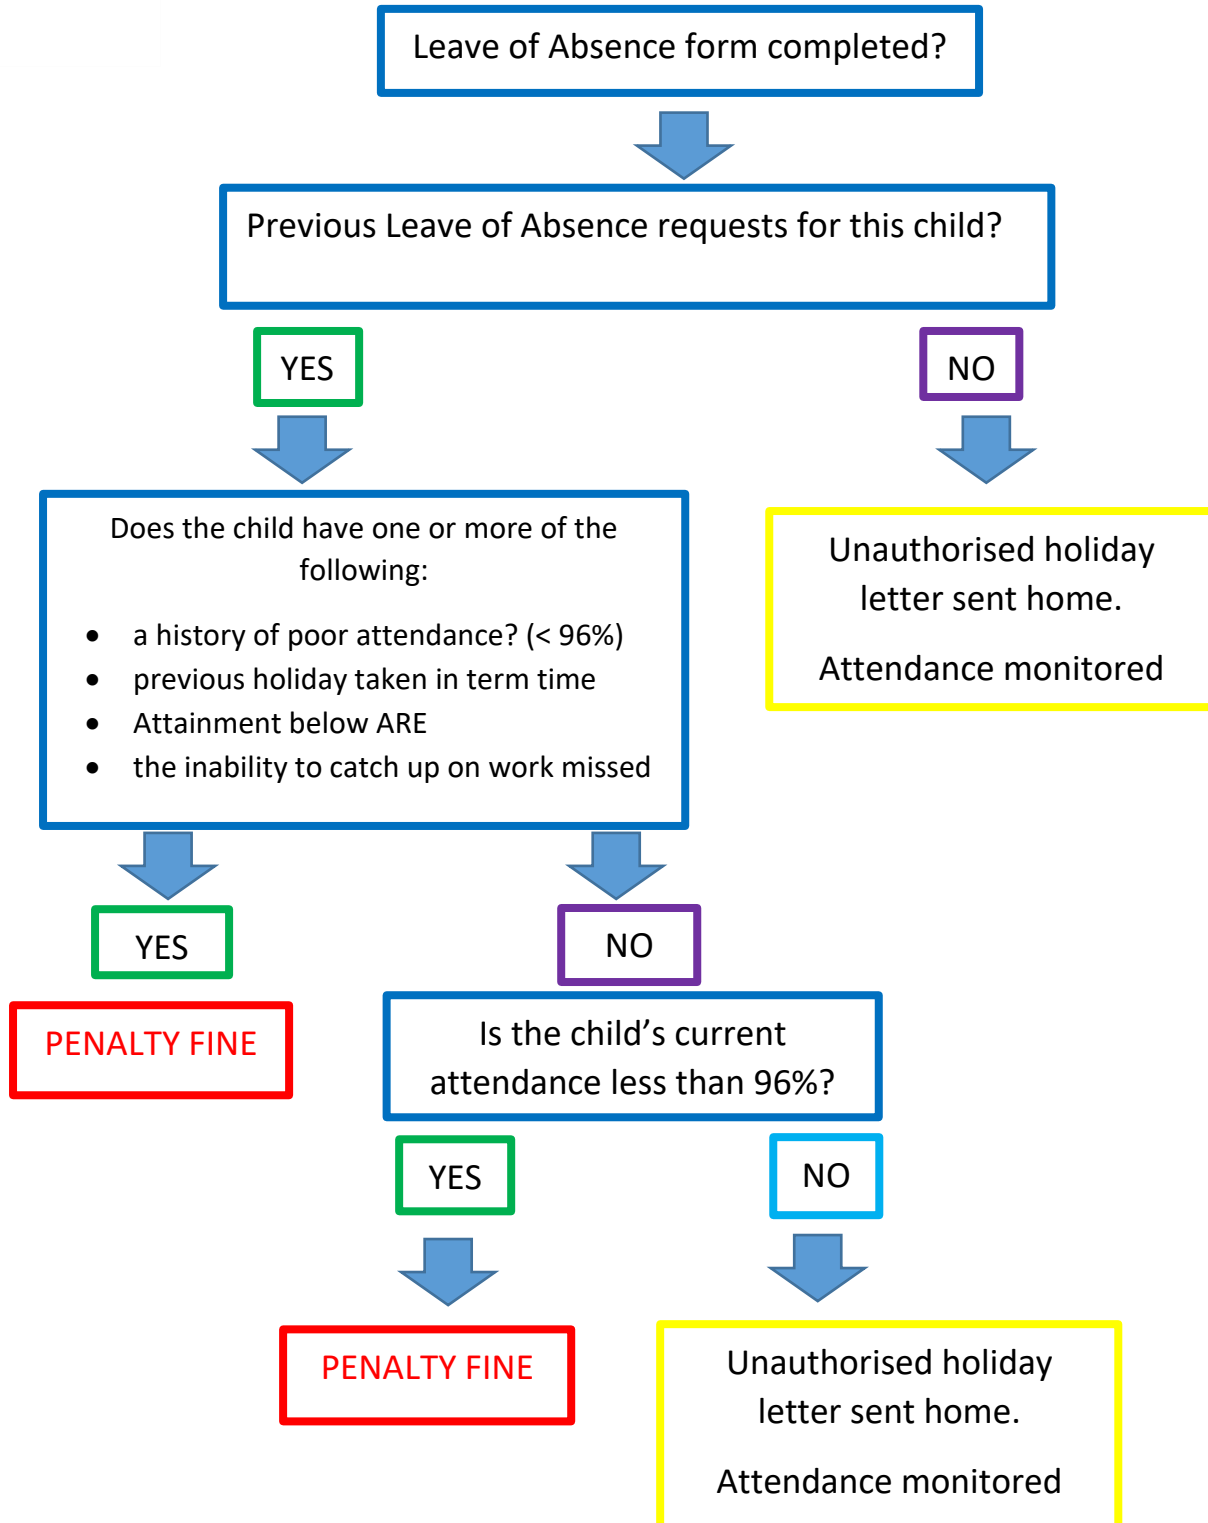 Leave of Absence form completed?
Previous Leave of Absence requests for this child?
YES
NO
Does the child have one or more of the
following:
• a history of poor attendance? (< 96%)
• previous holiday taken in term time
• Attainment below ARE
• the inability to catch up on work missed
Unauthorised holiday
letter sent home.
Attendance monitored
YES
NO
PENALTY FINE
Is the child’s current
attendance less than 96%?
YES
NO
PENALTY FINE
Unauthorised holiday
letter sent home.
Attendance monitored